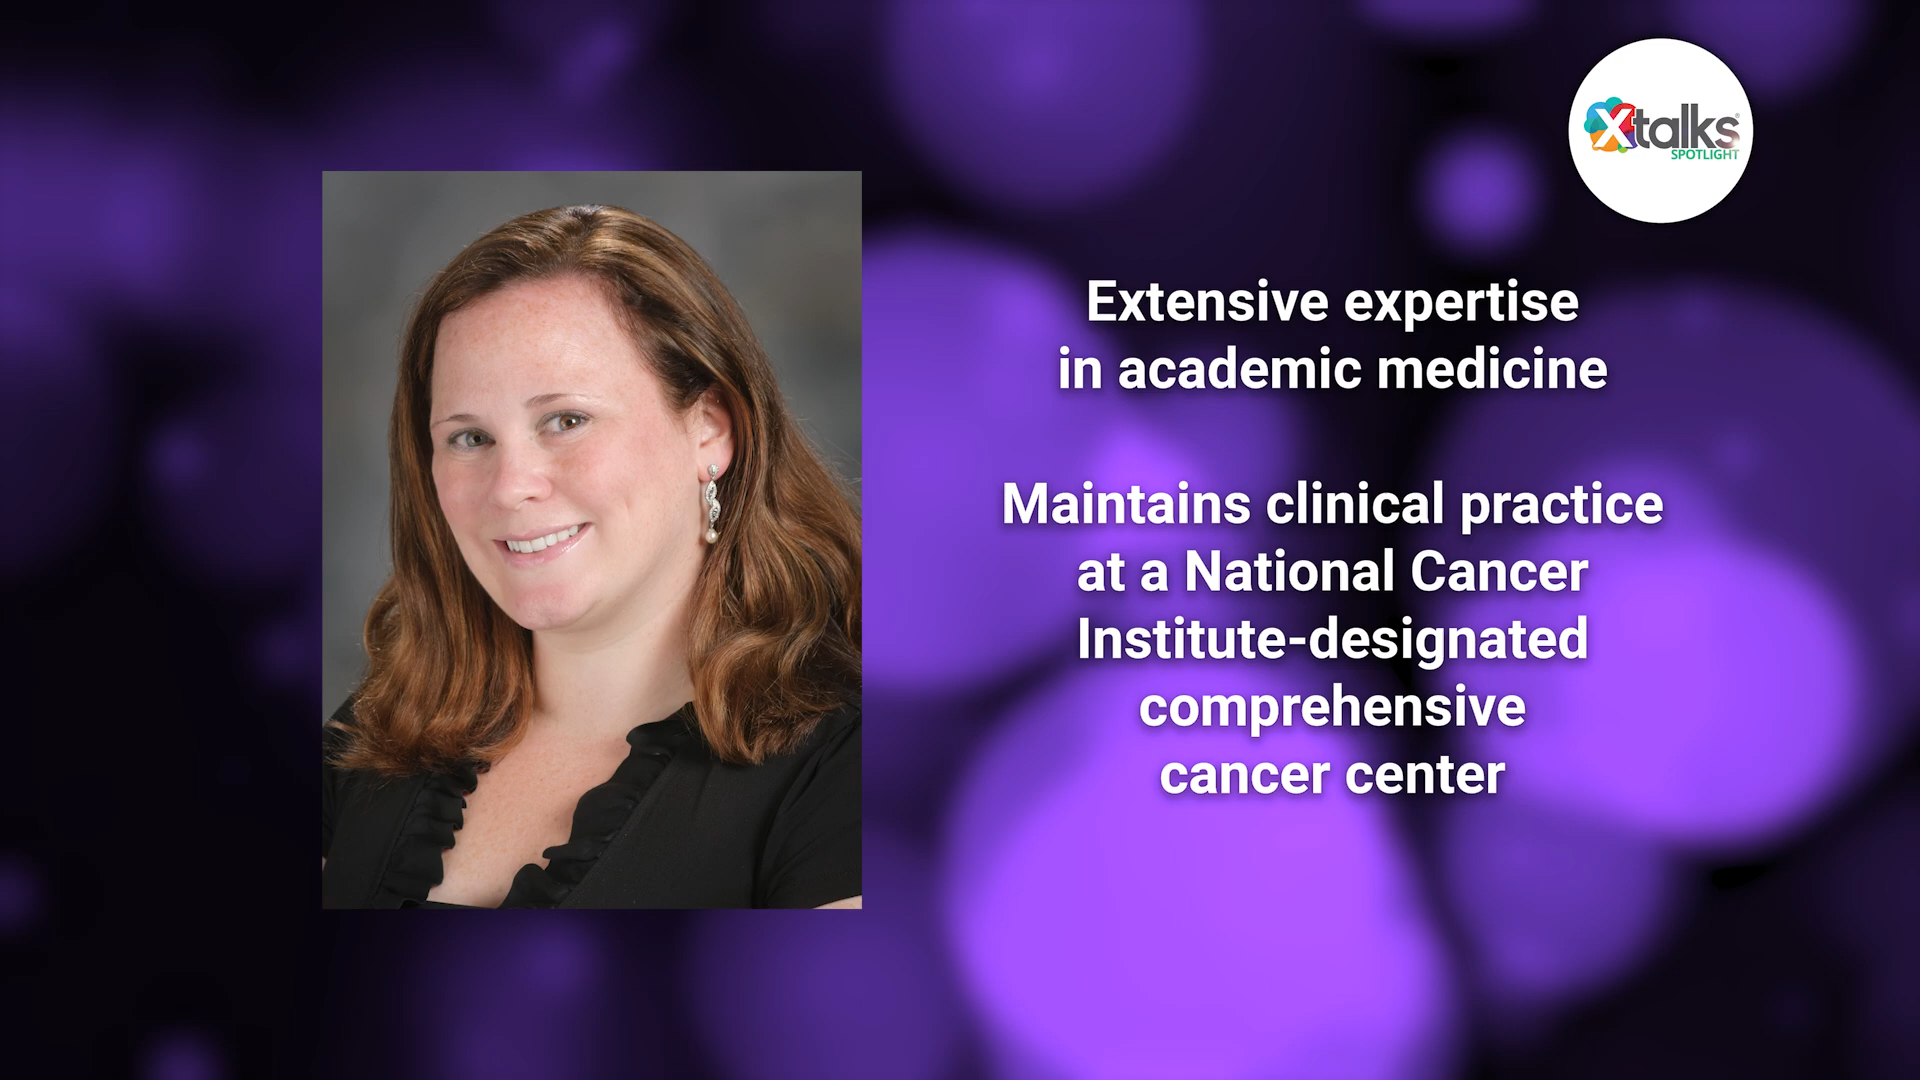 Xtalks
SPOTLIGHT
Extensive expertise
in academic medicine
Maintains clinical practice
at a National Cancer
Institute-designated
comprehensive
cancer center